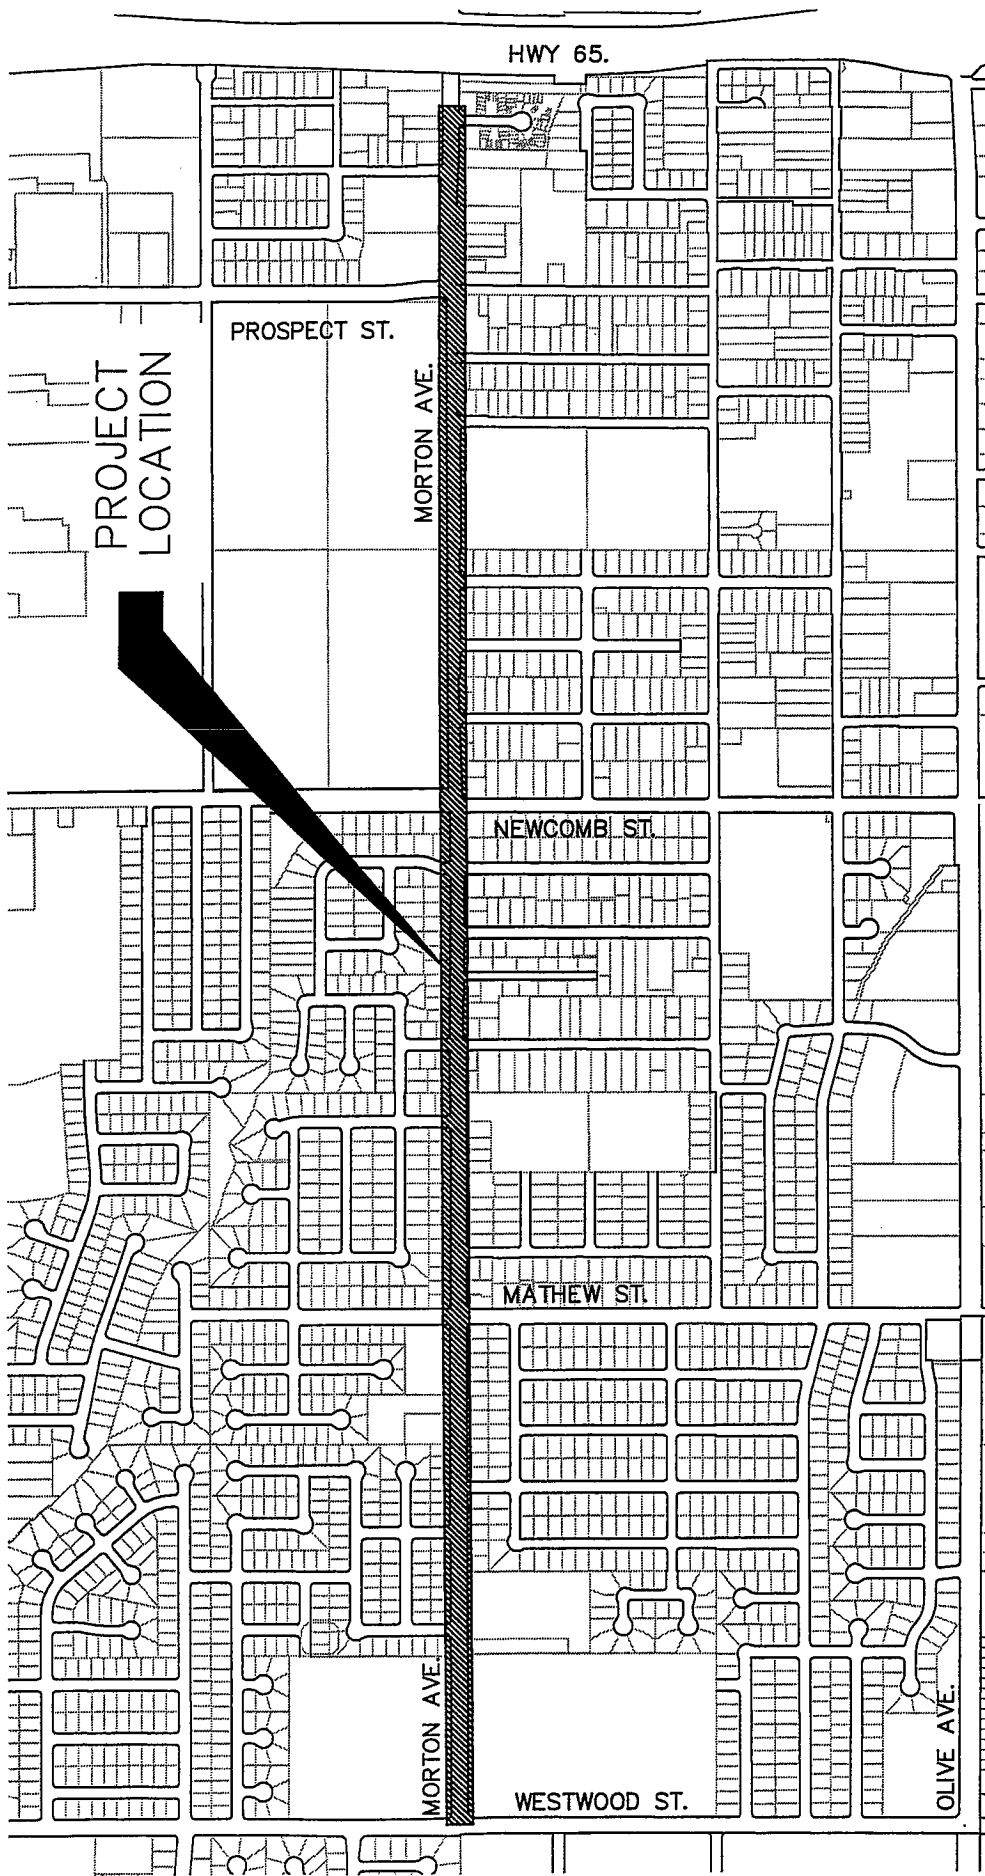 HWY 65.
PROSPECT ST.
PROJECT
LOCATION
MORTON AVE.
NEWCOMB ST.
MATHEW ST.
MORTON AVE.
OLIVE AVE.
WESTWOOD ST.